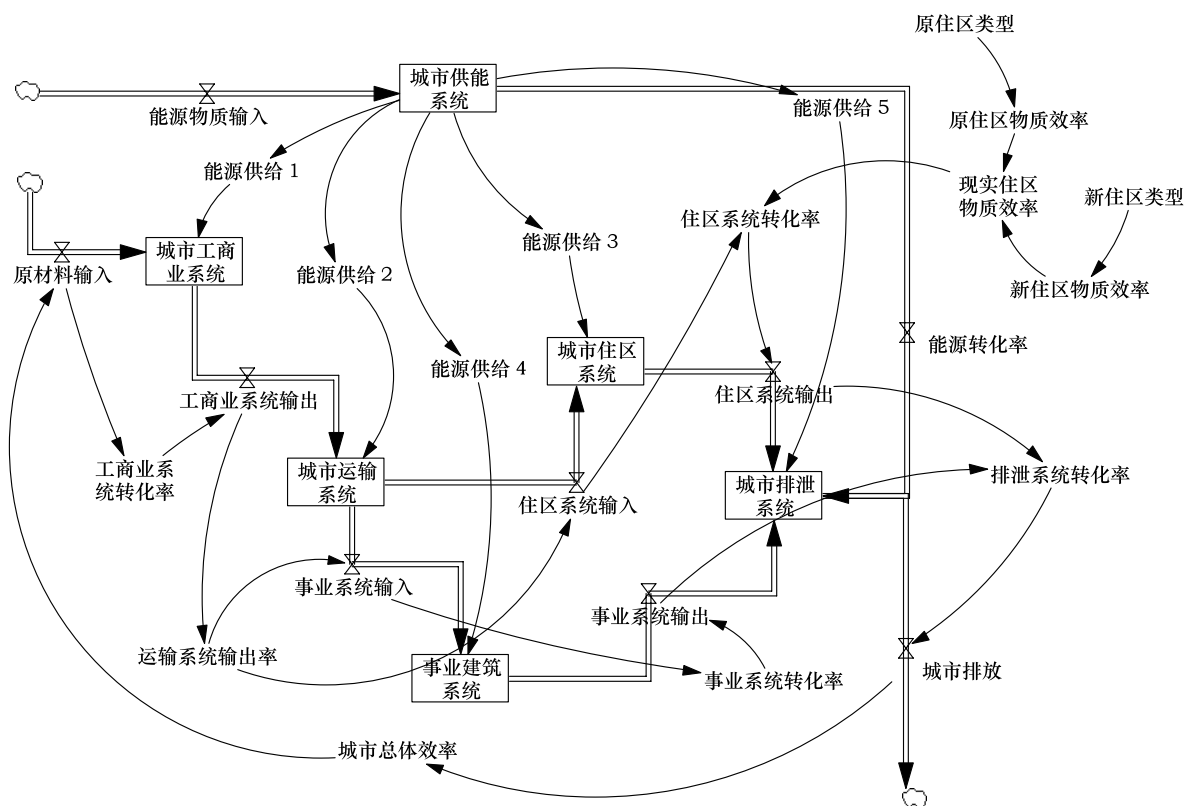 原住区类型
城市供能
系统
能源物质输入
能源供给 5
原住区物质效率
能源供给 1
现实住区
物质效率
新住区类型
住区系统转化率
能源供给 3
城市工商
业系统
原材料输入
能源供给 2
新住区物质效率
城市住区
系统
能源转化率
能源供给 4
住区系统输出
工商业系统输出
工商业系
统转化率
城市运输
系统
排泄系统转化率
城市排泄
系统
住区系统输入
事业系统输入
事业系统输出
运输系统输出率
事业建筑
系统
事业系统转化率
城市排放
城市总体效率